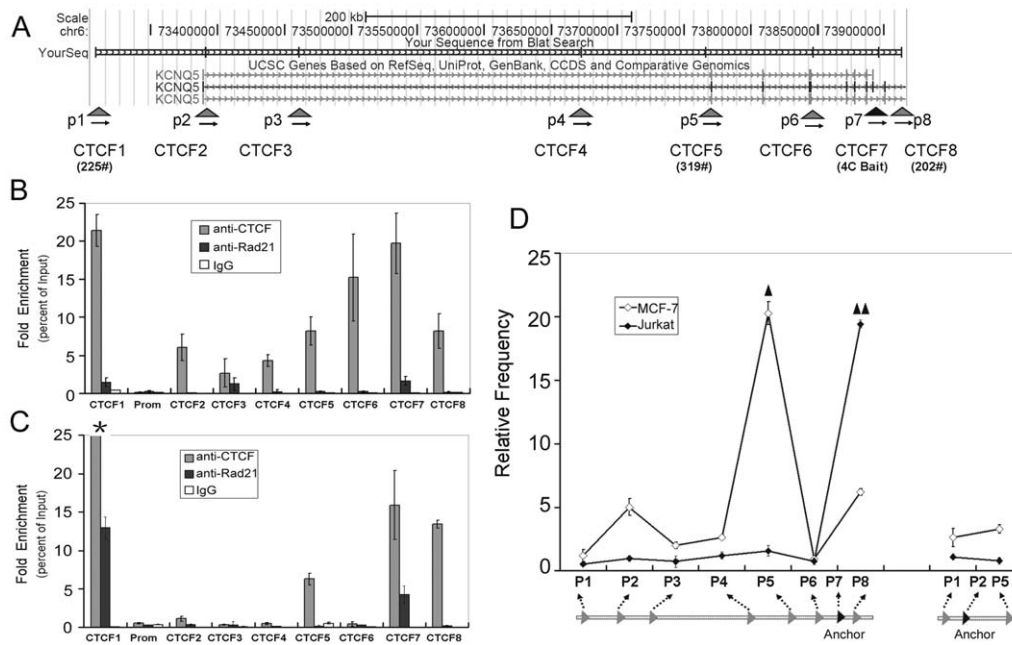 A
Scale
chr6:
200 kb
73400000
73450000
73500000
73550000
73600000
73650000
73700000
73750000
73800000
73850000
73900000
Your Sequence from Blat Search
YourSeq
UCSC Genes Based on RefSeq, UniProt, GenBank, CCDS and Comparative Genomics
KCNQ5
KCNQ5
KCNQ5
p1 p2 p3 p4 p5 p6 p7 p8
CTCF1 CTCF2 CTCF3 CTCF4 CTCF5 CTCF6 CTCF7 CTCF8
(225#) (319#) (4C Bait) (202#)
B
Fold Enrichment
(percent of Input)
25
20
15
10
5
0
anti-CTCF
anti-Rad21
IgG
CTCF1 Prom CTCF2 CTCF3 CTCF4 CTCF5 CTCF6 CTCF7 CTCF8
C
Fold Enrichment
(percent of Input)
25
20
15
10
5
0
*
anti-CTCF
anti-Rad21
IgG
CTCF1 Prom CTCF2 CTCF3 CTCF4 CTCF5 CTCF6 CTCF7 CTCF8
D
Relative Frequency
25
20
15
10
5
0
MCF-7
Jurkat
P1 P2 P3 P4 P5 P6 P7 P8
Anchor
P1 P2 P5
Anchor